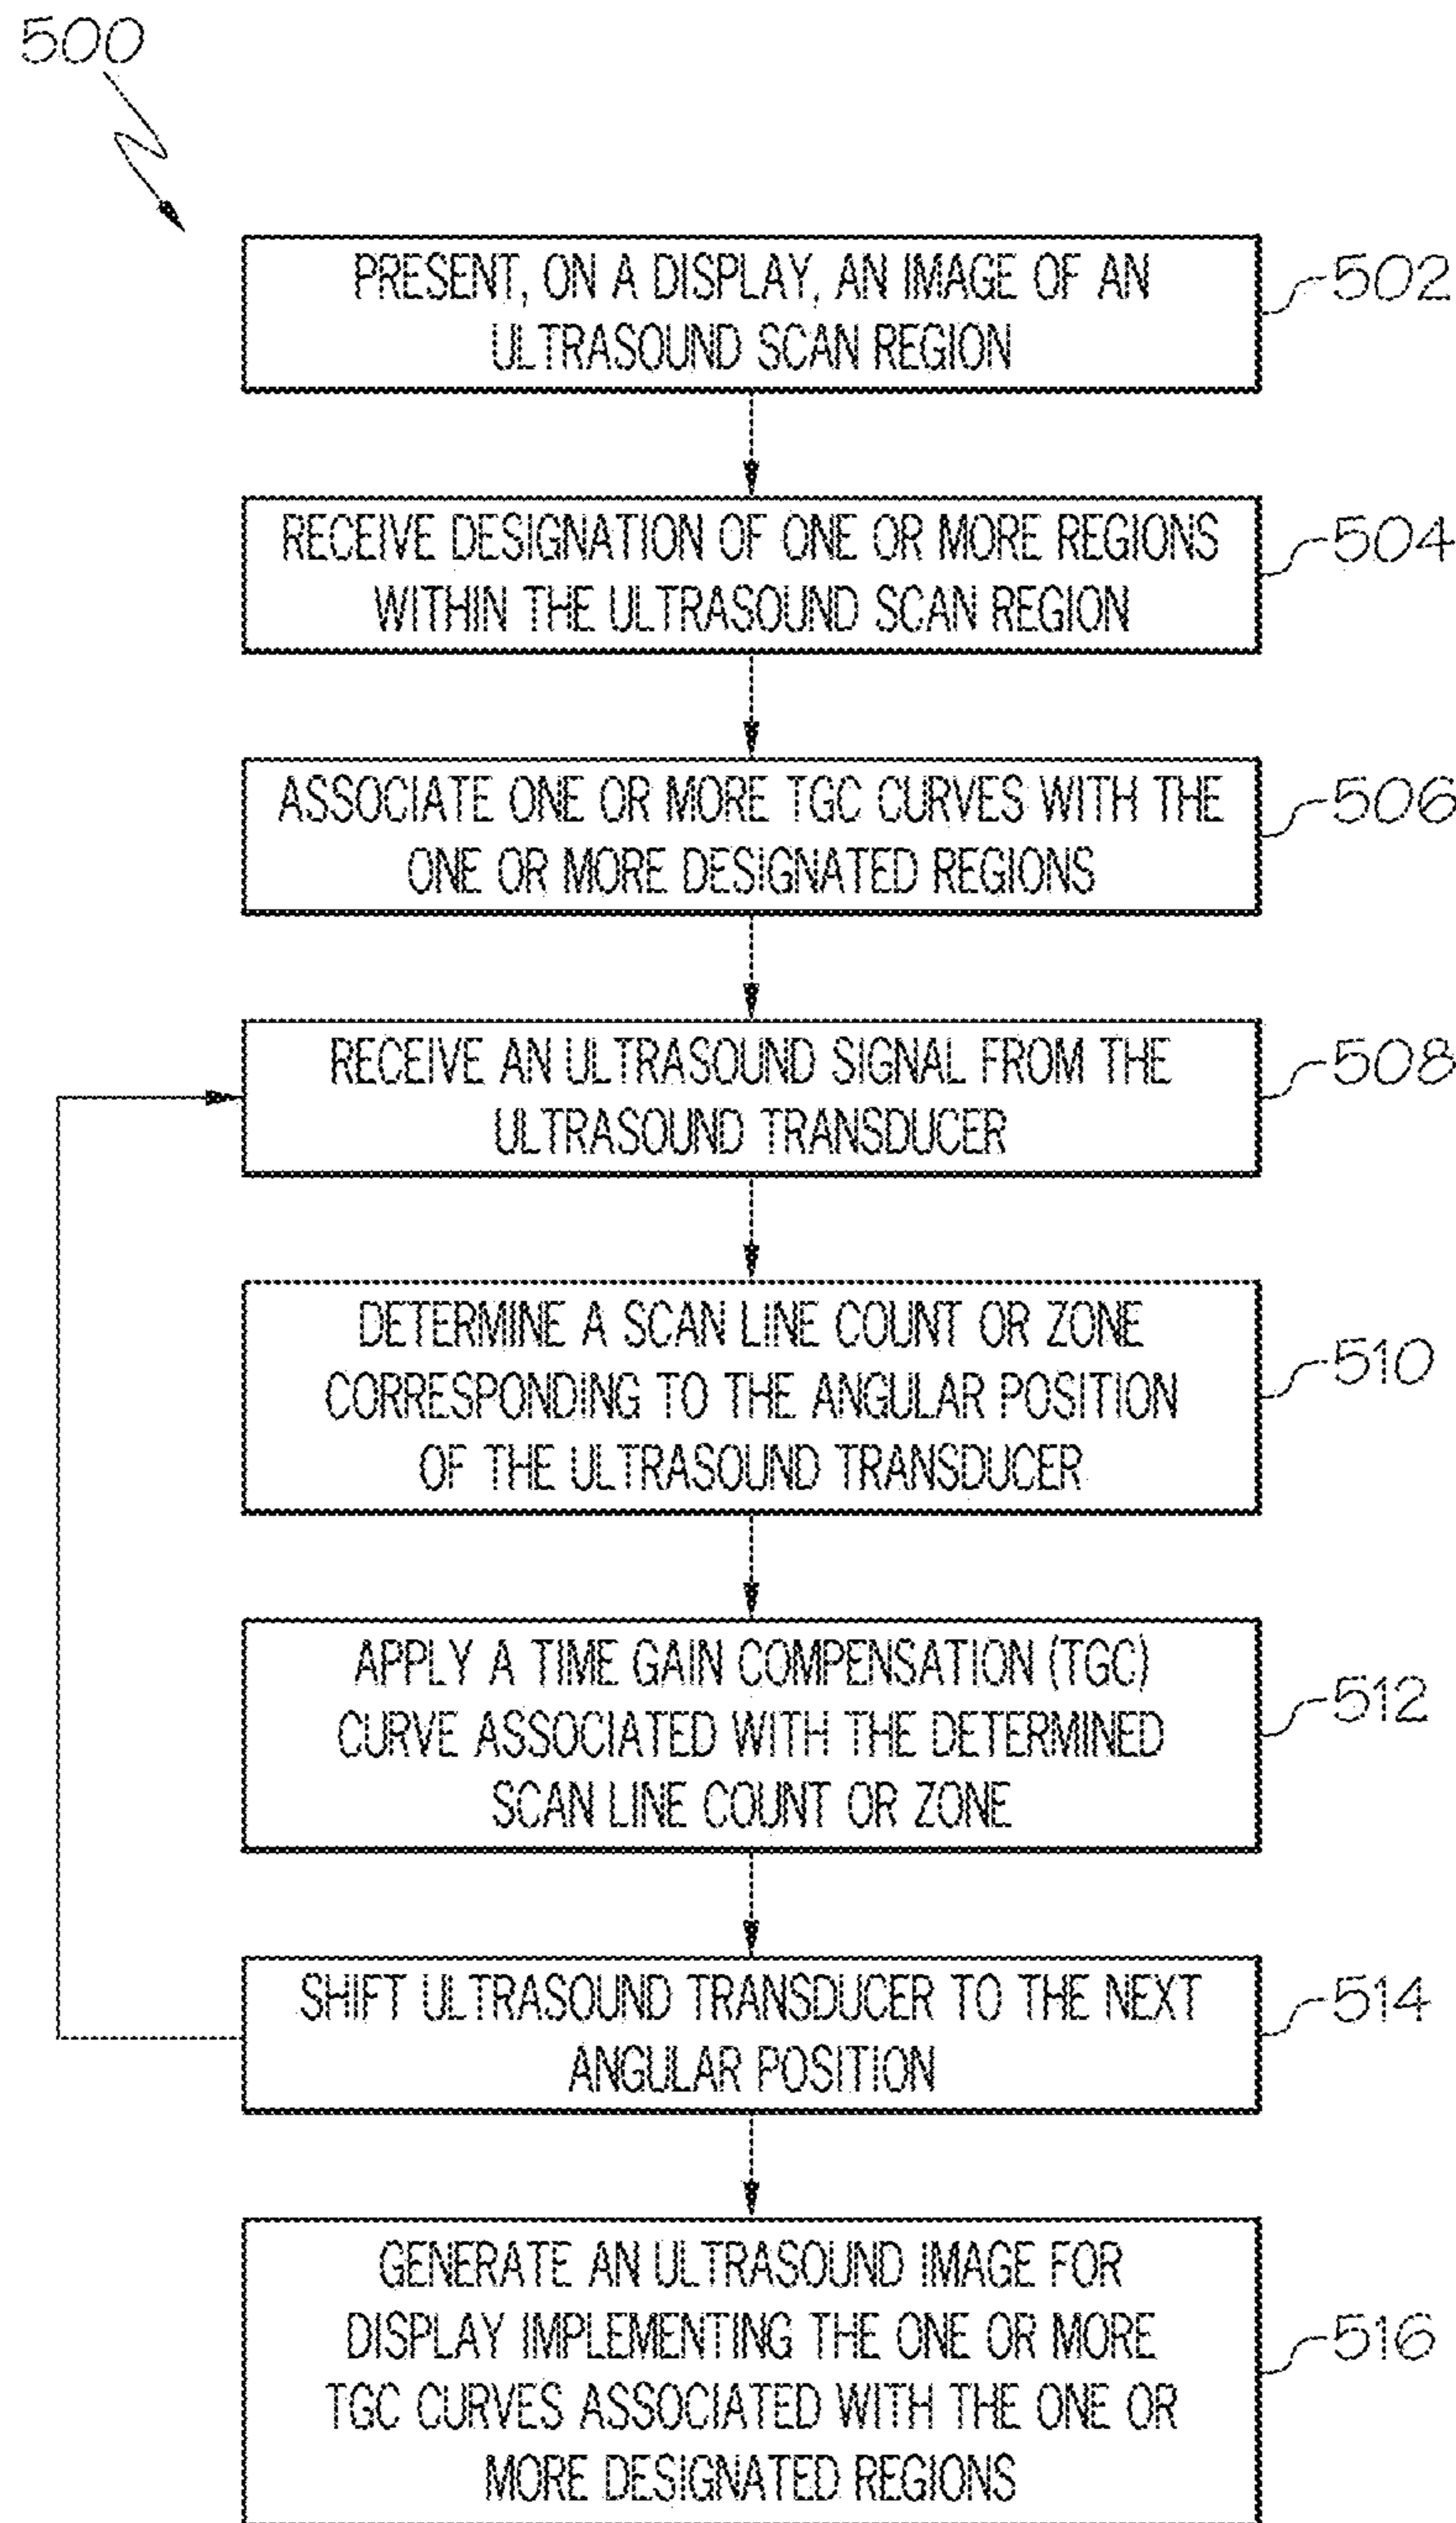 500
PRESENT, ON A DISPLAY, AN IMAGE OF AN
ULTRASOUND SCAN REGION
502
RECEIVE DESIGNATION OF ONE OR MORE REGIONS
WITHIN THE ULTRASOUND SCAN REGION
504
ASSOCIATE ONE OR MORE TGC CURVES WITH THE
ONE OR MORE DESIGNATED REGIONS
506
RECEIVE AN ULTRASOUND SIGNAL FROM THE
ULTRASOUND TRANSDUCER
508
DETERMINE A SCAN LINE COUNT OR ZONE
CORRESPONDING TO THE ANGULAR POSITION
OF THE ULTRASOUND TRANSDUCER
510
APPLY A TIME GAIN COMPENSATION (TGC)
CURVE ASSOCIATED WITH THE DETERMINED
SCAN LINE COUNT OR ZONE
512
SHIFT ULTRASOUND TRANSDUCER TO THE NEXT
ANGULAR POSITION
514
GENERATE AN ULTRASOUND IMAGE FOR
DISPLAY IMPLEMENTING THE ONE OR MORE
TGC CURVES ASSOCIATED WITH THE ONE OR
MORE DESIGNATED REGIONS
516